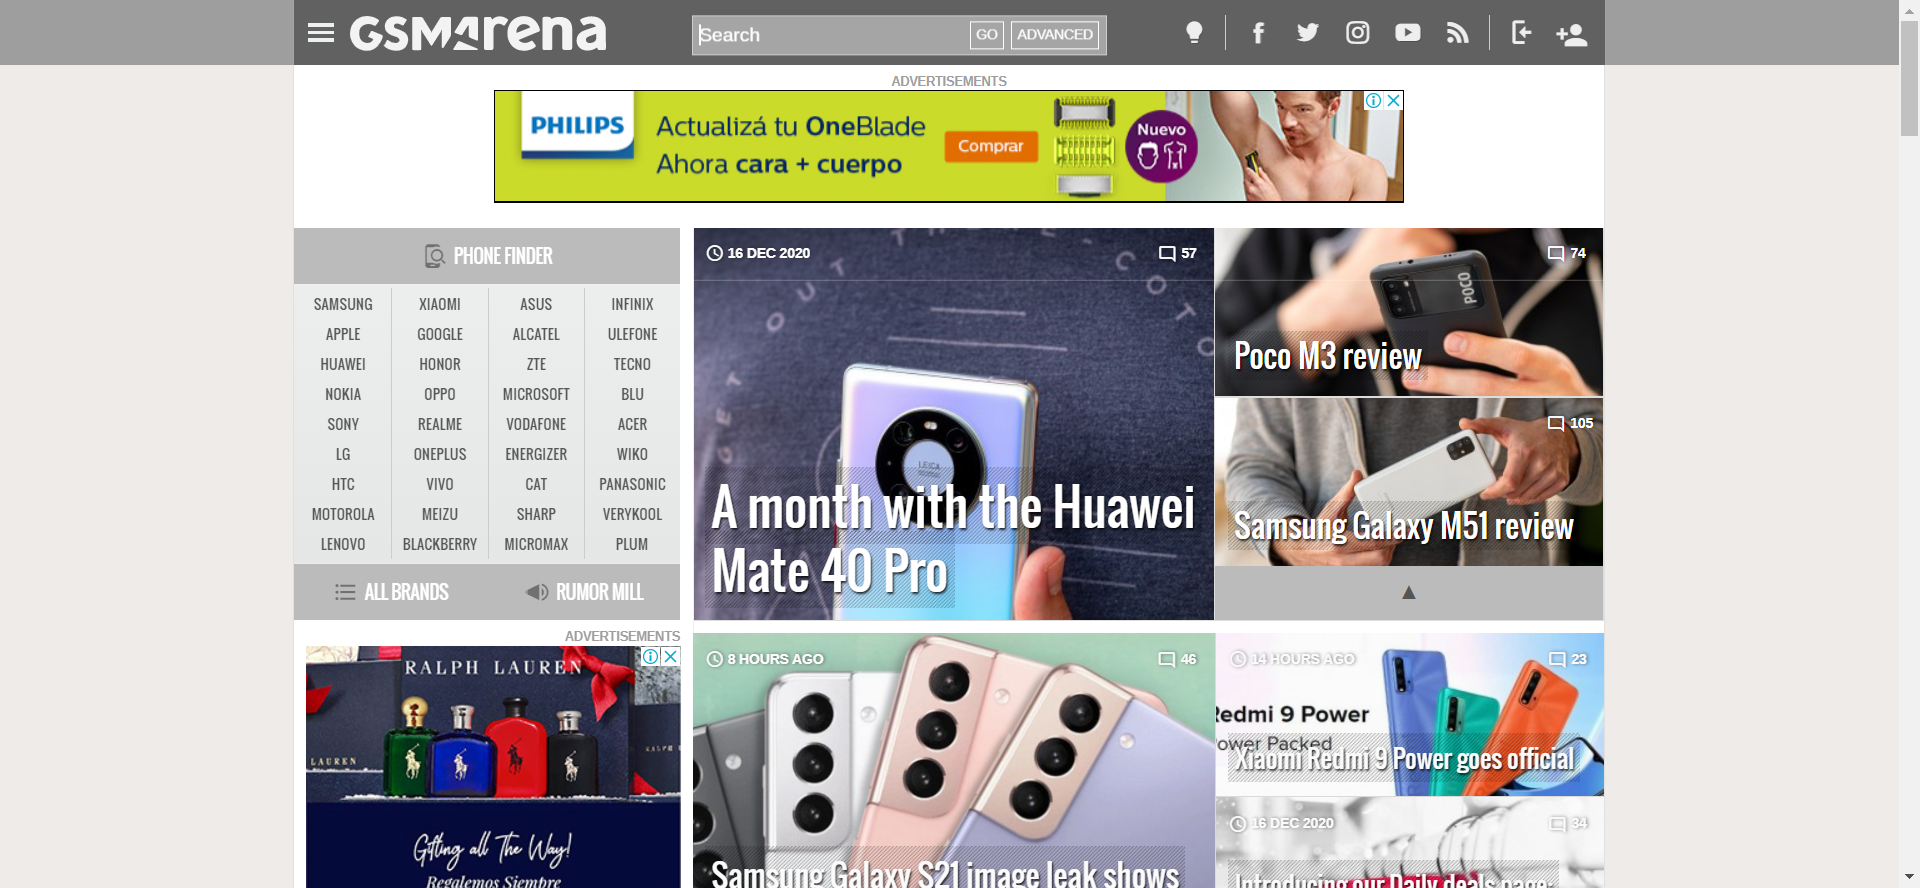 GSMArena
Search
GO
ADVANCED
ADVERTISEMENTS
PHILIPS
Actualizá tu OneBlade
Ahora cara + cuerpo
Comprar
Nuevo
PHONE FINDER
SAMSUNG XIAOMI ASUS INFINIX
APPLE GOOGLE ALCATEL ULEFONE
HUAWEI HONOR ZTE TECNO
NOKIA OPPO MICROSOFT BLU
SONY REALME VODAFONE ACER
LG ONEPLUS ENERGIZER WIKO
HTC VIVO CAT PANASONIC
MOTOROLA MEIZU SHARP VERYKOOL
LENOVO BLACKBERRY MICROMAX PLUM
ALL BRANDS
RUMOR MILL
16 DEC 2020
57
LEICA
A month with the Huawei
Mate 40 Pro
74
POCO
Poco M3 review
105
Samsung Galaxy M51 review
ADVERTISEMENTS
RALPH LAUREN
LAUREN
Gifting all The Way!
Regalemos Siempre
8 HOURS AGO
46
Samsung Galaxy S21 image leak shows
14 HOURS AGO
23
Redmi 9 Power
ower Packed
Xiaomi Redmi 9 Power goes official
16 DEC 2020
34
Introducing our Daily deals page: